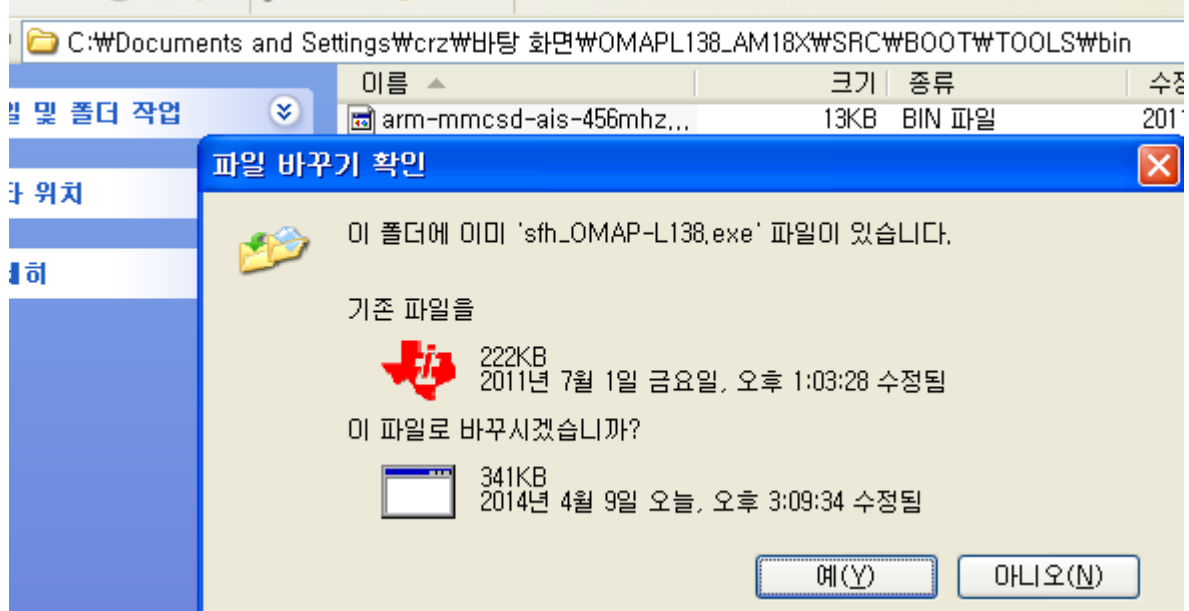 C:₩Documents and Settings₩crz₩바탕 화면₩OMAPL138_AM18X₩SRC₩BOOT₩TOOLS₩bin
이름 크기 종류
및 폴더 작업
arm-mmcsd-ais-456mhz,,, 13KB BIN 파일
파일 바꾸기 확인
위치
이 폴더에 이미 'sfh_OMAP-L138.exe' 파일이 있습니다.
기존 파일을
222KB
2011년 7월 1일 금요일, 오후 1:03:28 수정됨
이 파일로 바꾸시겠습니까?
341KB
2014년 4월 9일 오늘, 오후 3:09:34 수정됨
예(Y) 아니오(N)